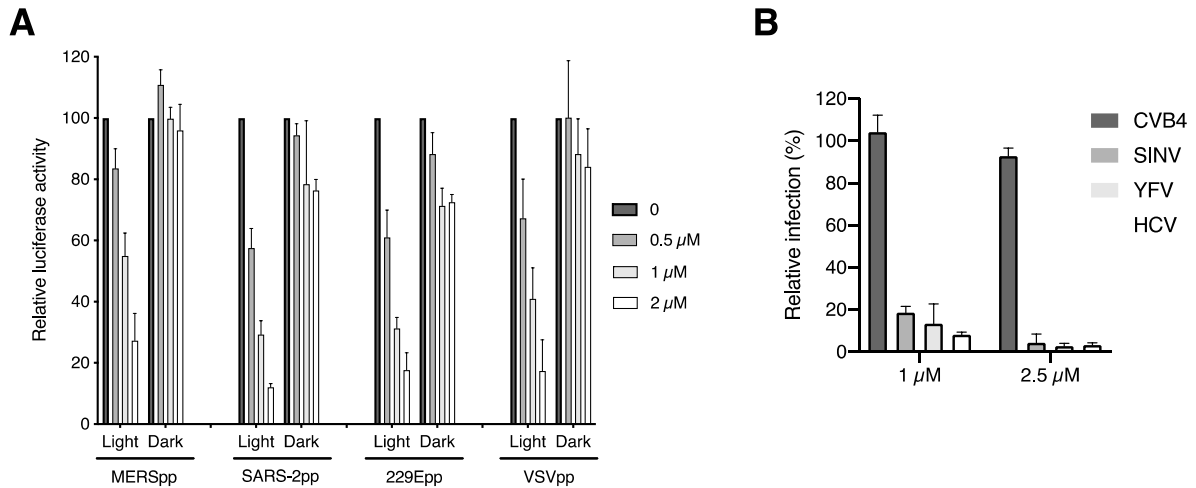 A
Relative luciferase activity
120
100
80
60
40
20
0
Light Dark Light Dark Light Dark Light Dark
MERSpp SARS-2pp 229Epp VSVpp
0
0.5 µM
1 µM
2 µM
B
Relative infection (%)
120
100
80
60
40
20
0
1 µM 2.5 µM
CVB4
SINV
YFV
HCV